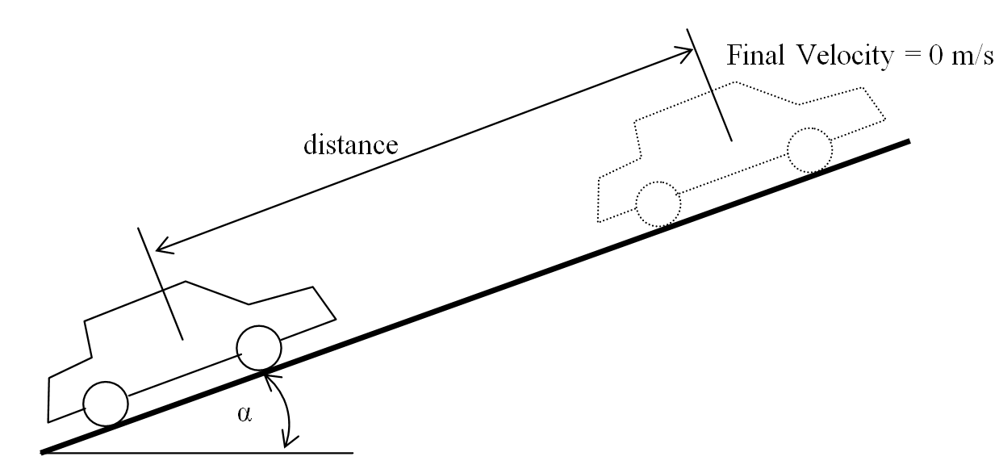 Final Velocity = 0 m/s
distance
α